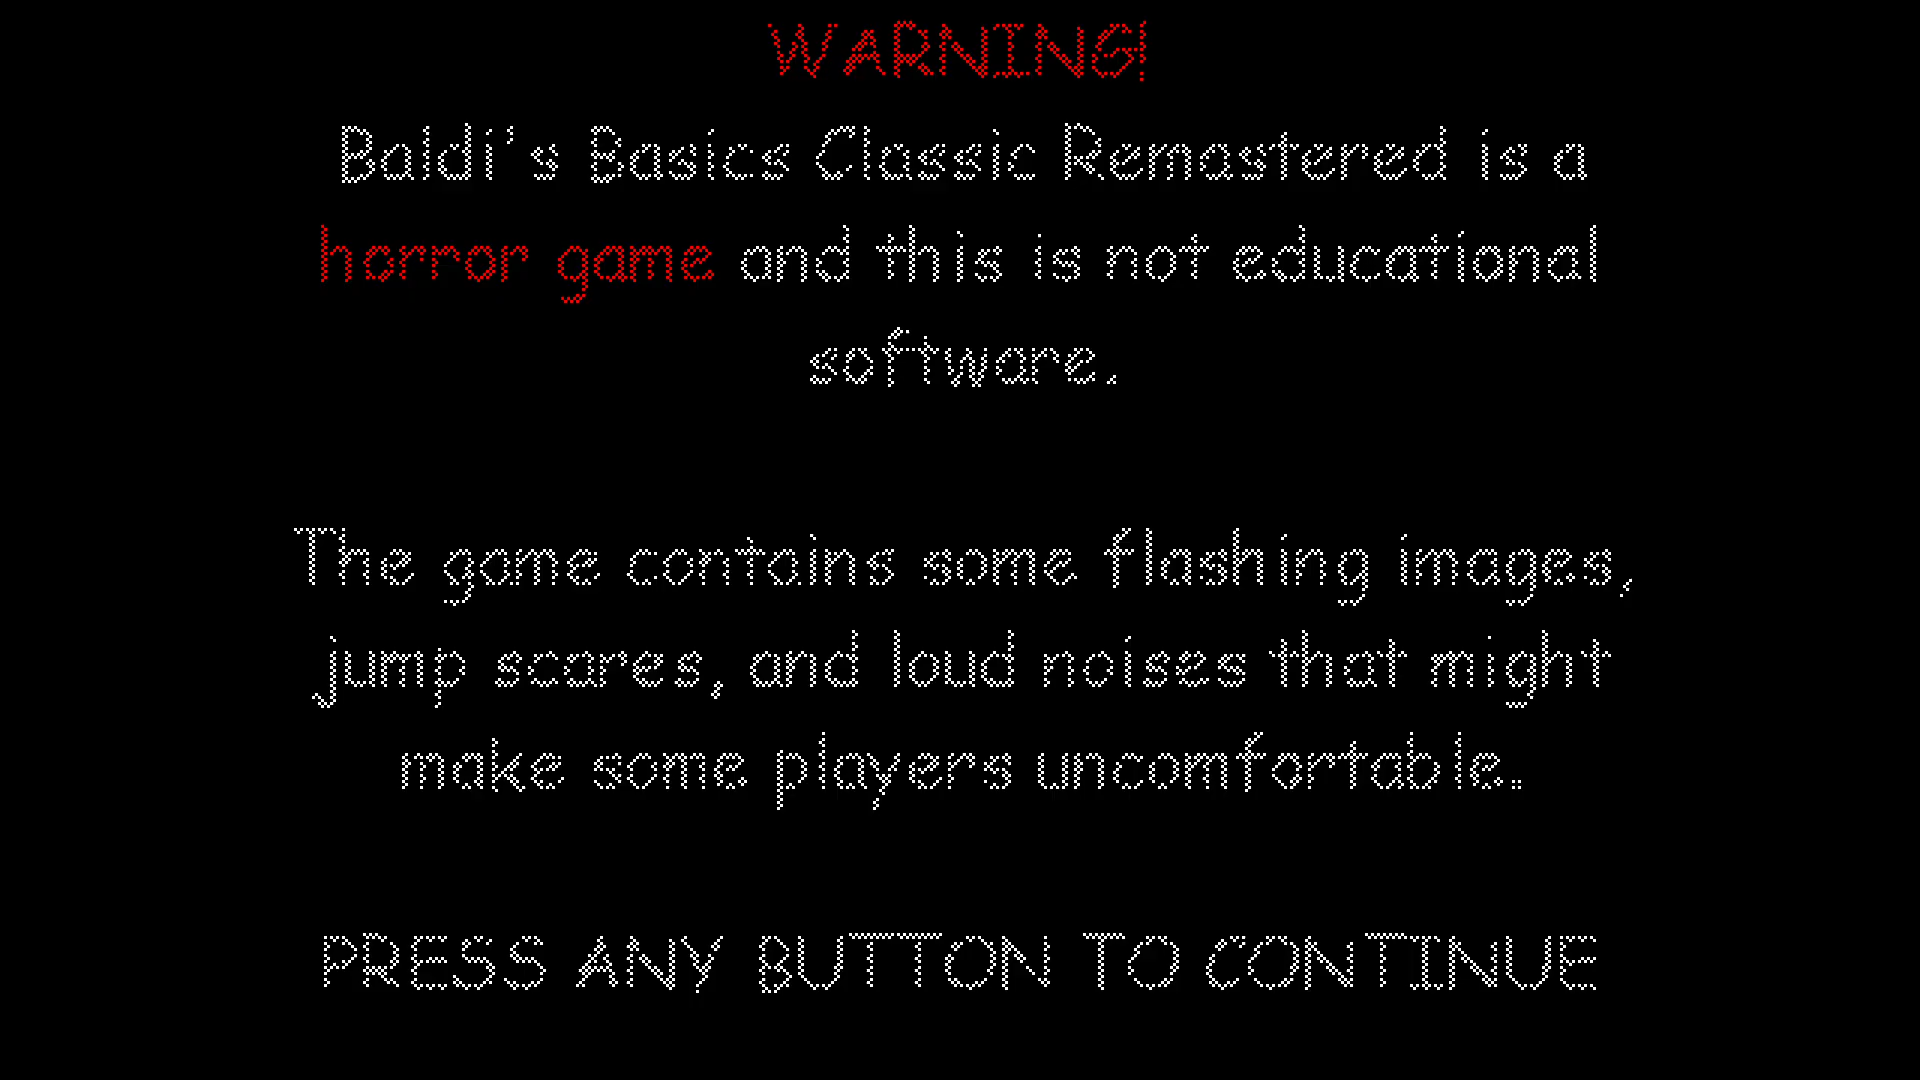 WARNING!
Baldi's Basics Classic Remastered is a
horror game and this is not educational
software.
The game contains some flashing images,
jump scares, and loud noises that might
make some players uncomfortable.
PRESS ANY BUTTON TO CONTINUE